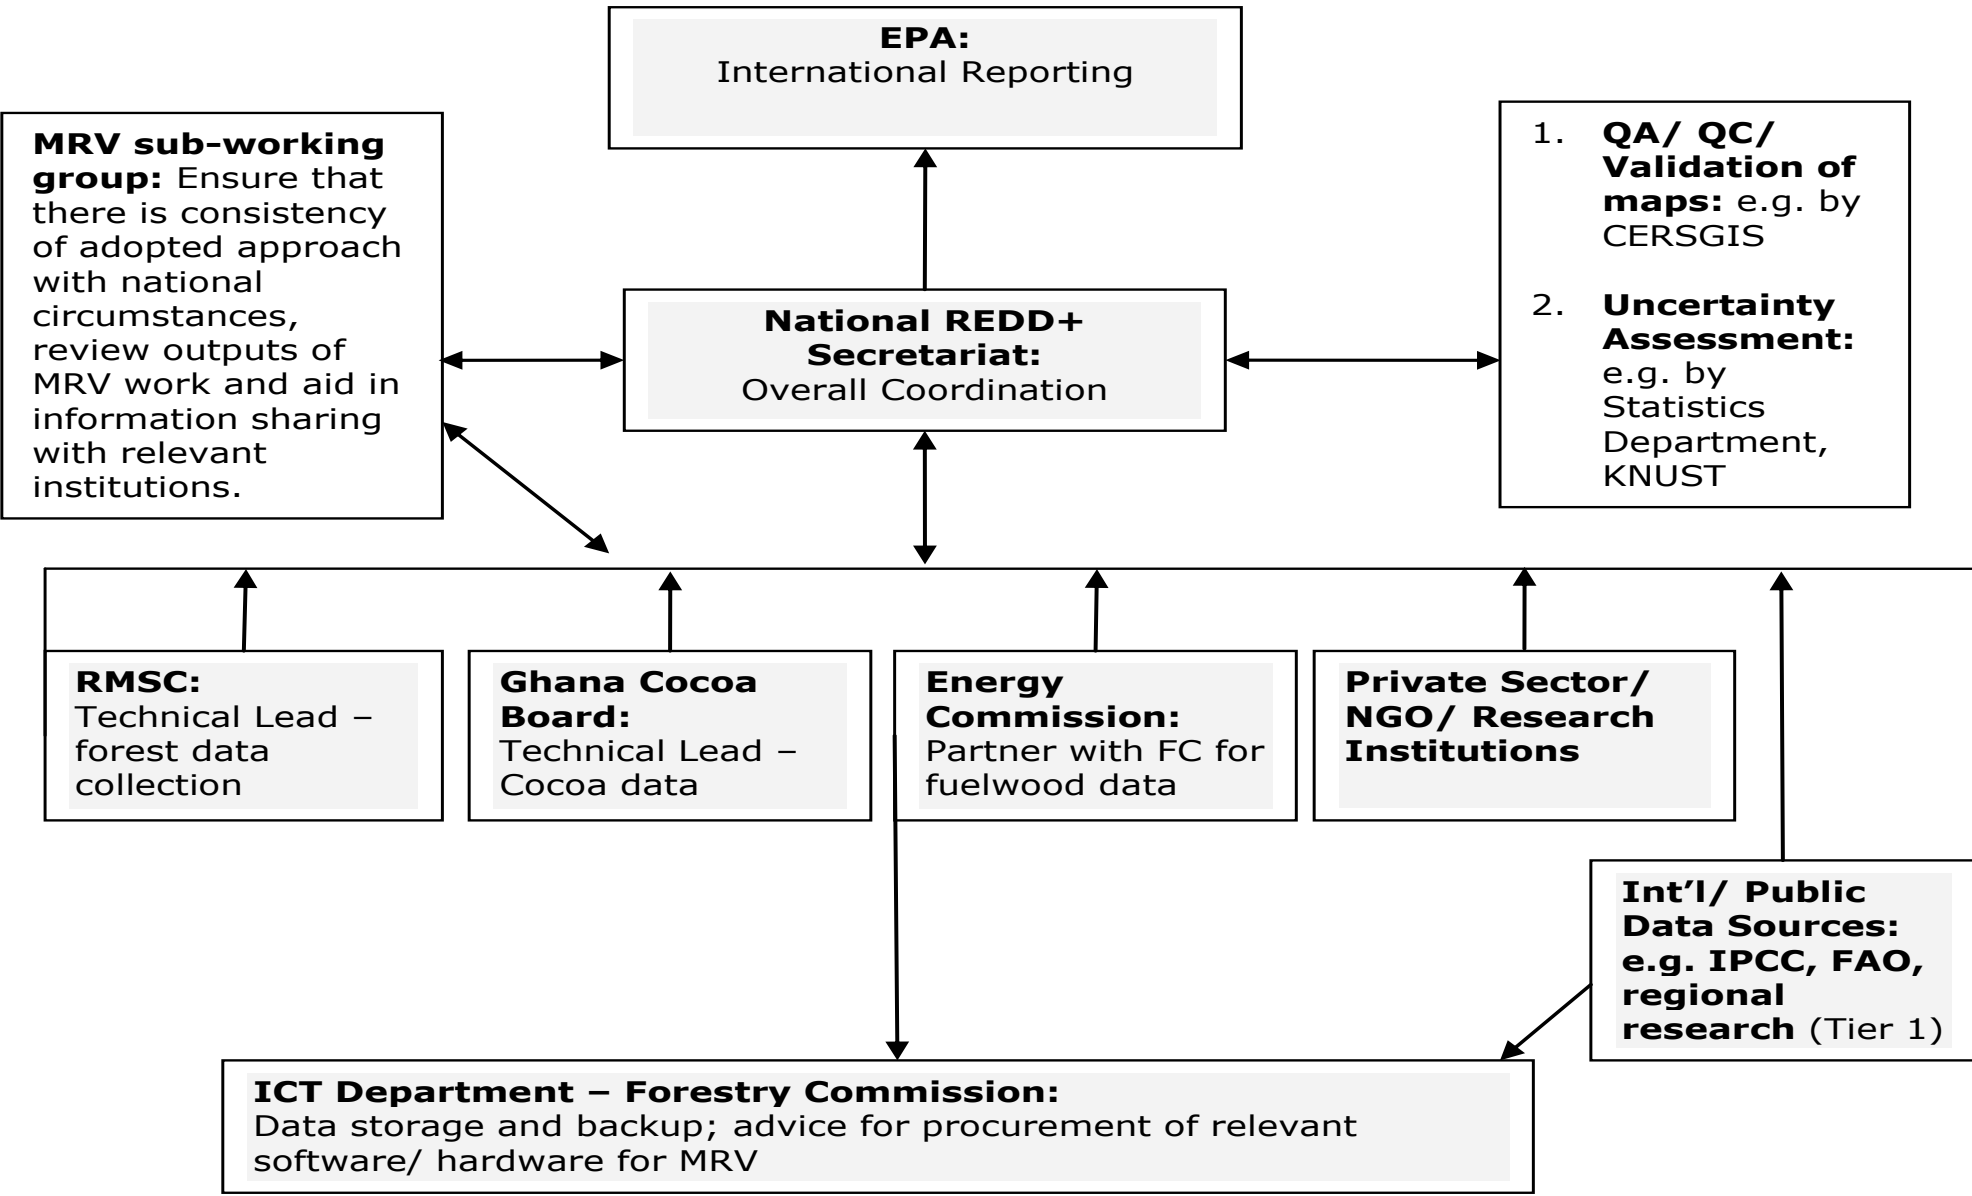 EPA:
International Reporting
MRV sub-working
group: Ensure that
there is consistency
of adopted approach
with national
circumstances,
review outputs of
MRV work and aid in
information sharing
with relevant
institutions.
1. QA/ QC/
Validation of
maps: e.g. by
CERSGIS
2. Uncertainty
Assessment:
e.g. by
Statistics
Department,
KNUST
National REDD+
Secretariat:
Overall Coordination
RMSC:
Technical Lead –
forest data
collection
Ghana Cocoa
Board:
Technical Lead –
Cocoa data
Energy
Commission:
Partner with FC for
fuelwood data
Private Sector/
NGO/ Research
Institutions
Int’l/ Public
Data Sources:
e.g. IPCC, FAO,
regional
research (Tier 1)
ICT Department – Forestry Commission:
Data storage and backup; advice for procurement of relevant
software/ hardware for MRV